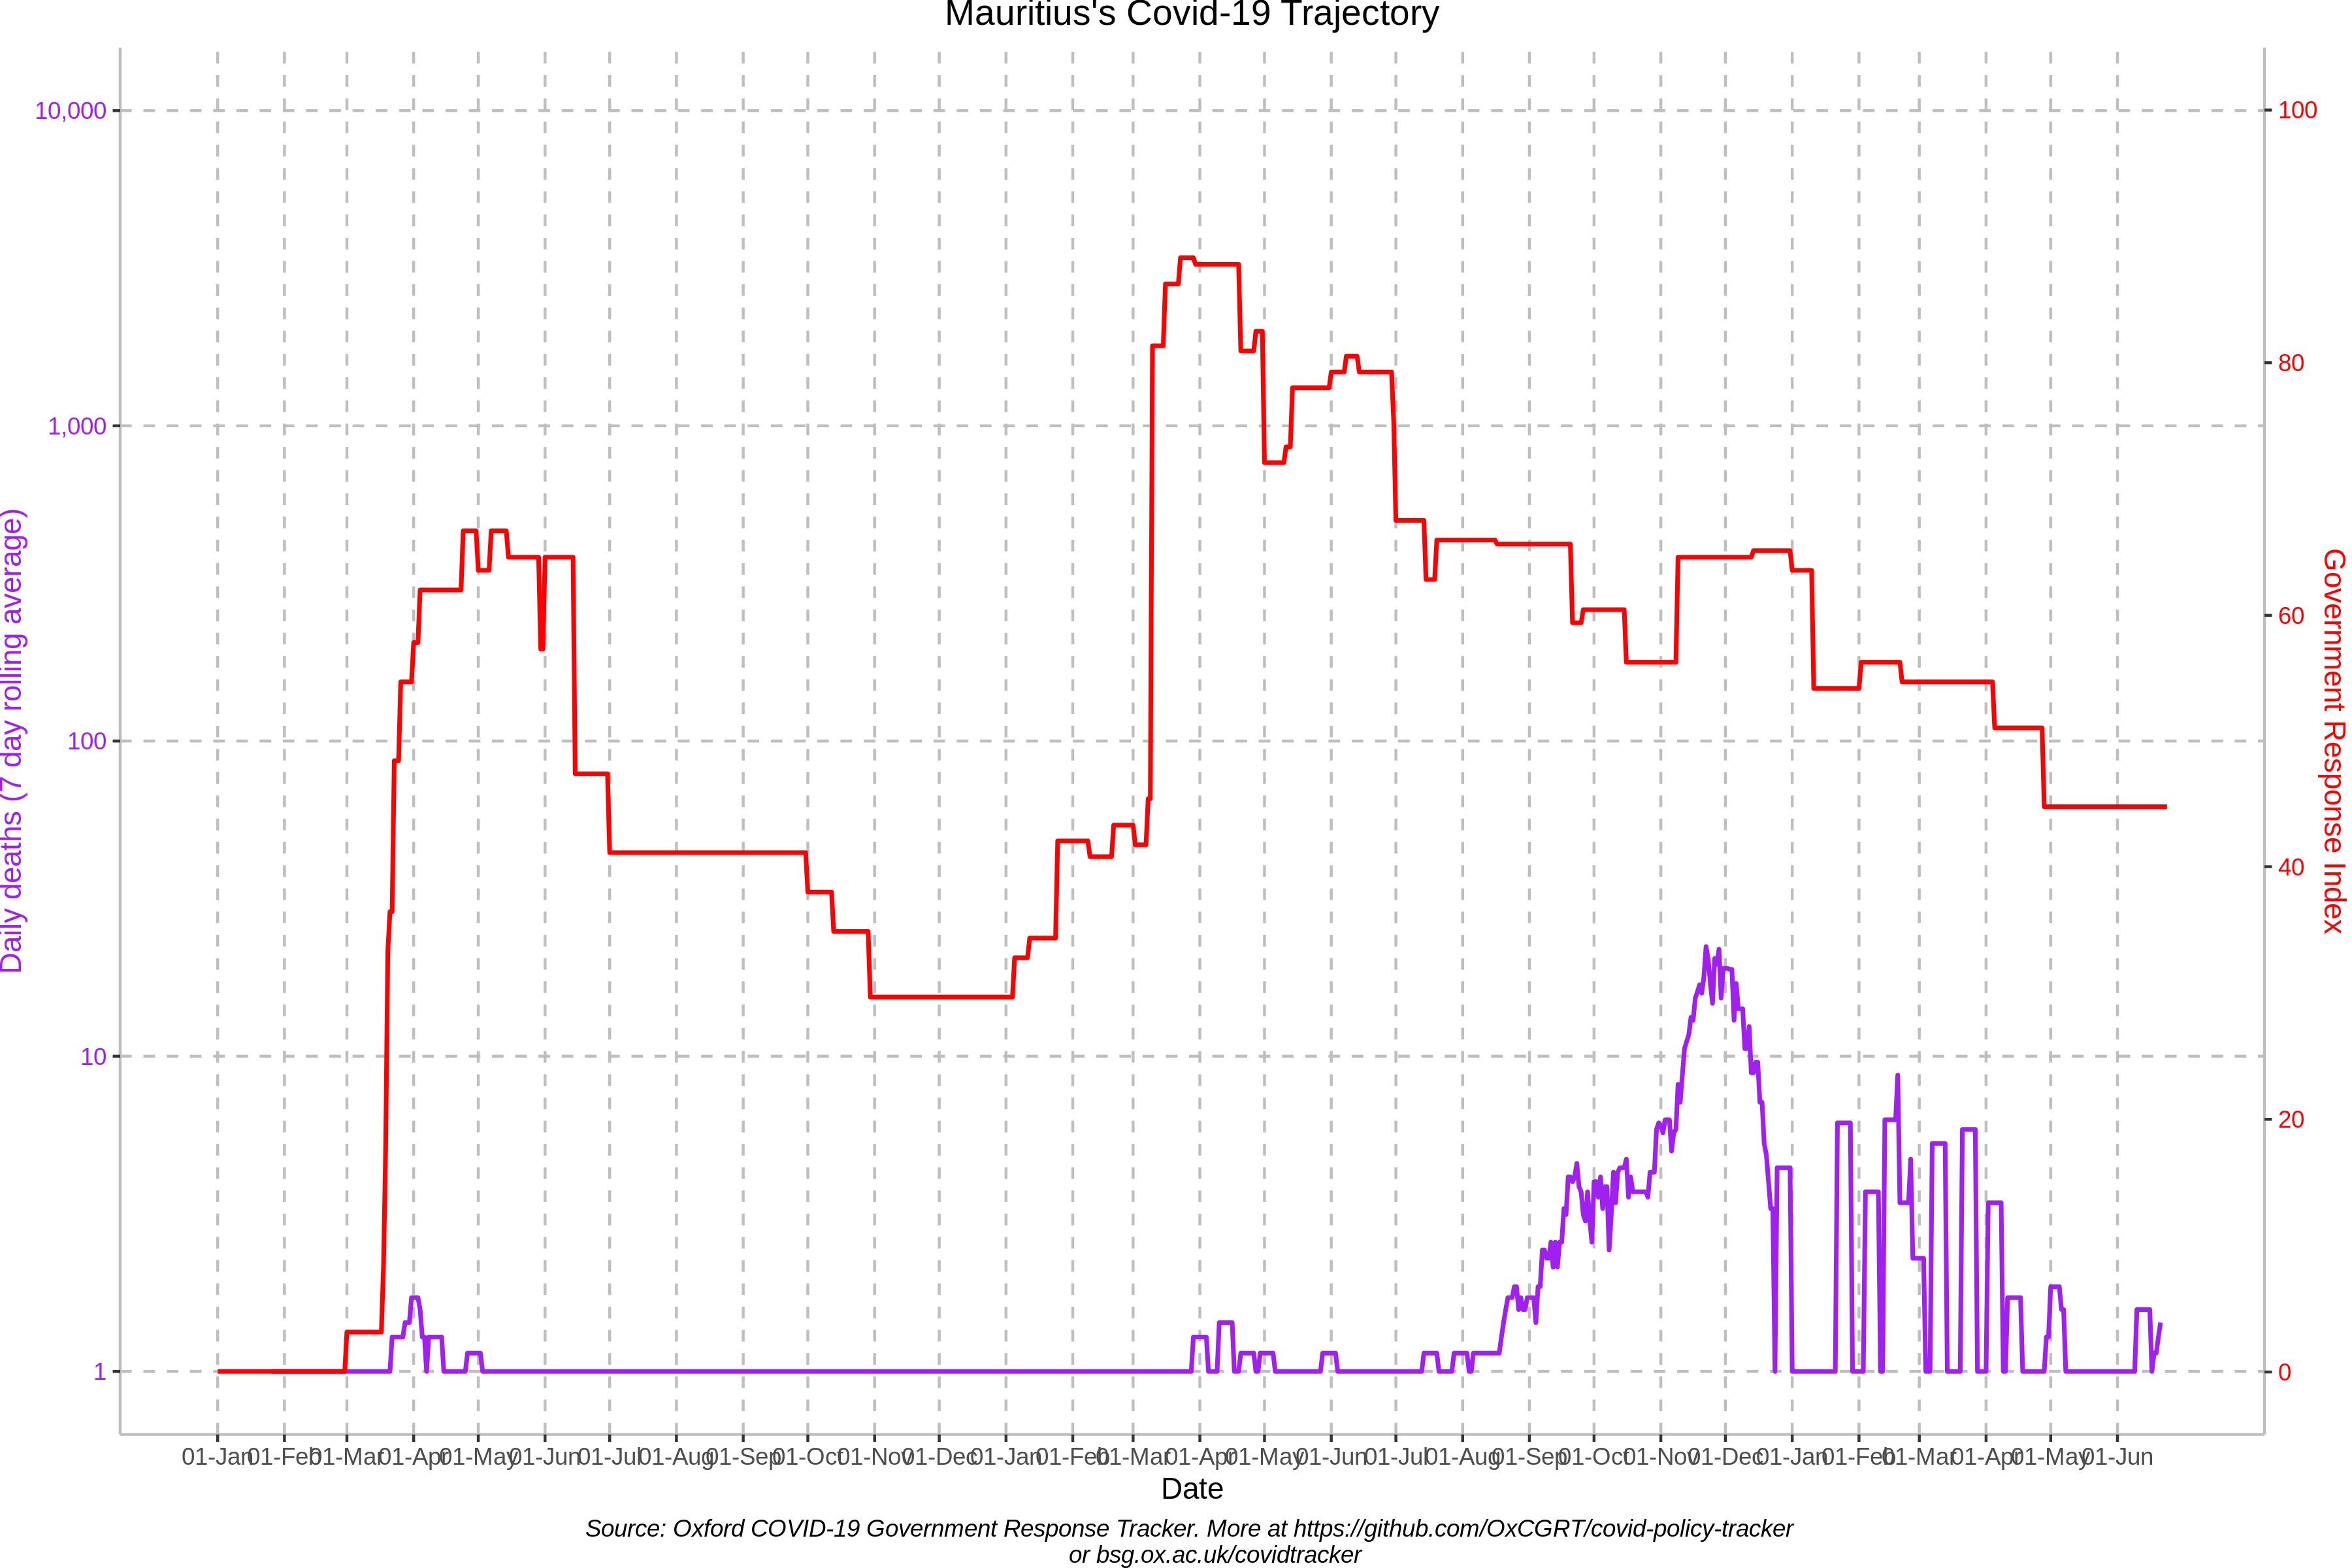 Mauritius's Covid-19 Trajectory
10,000
1,000
100
10
1
Daily deaths (7 day rolling average)
100
80
60
40
20
0
Government Response Index
01-Jan 01-Feb 01-Mar 01-Apr 01-May 01-Jun 01-Jul 01-Aug 01-Sep 01-Oct 01-Nov 01-Dec 01-Jan 01-Feb 01-Mar 01-Apr 01-May 01-Jun 01-Jul 01-Aug 01-Sep 01-Oct 01-Nov 01-Dec 01-Jan 01-Feb 01-Mar 01-Apr 01-May 01-Jun
Date
Source: Oxford COVID-19 Government Response Tracker. More at https://github.com/OxCGRT/covid-policy-tracker
or bsg.ox.ac.uk/covidtracker